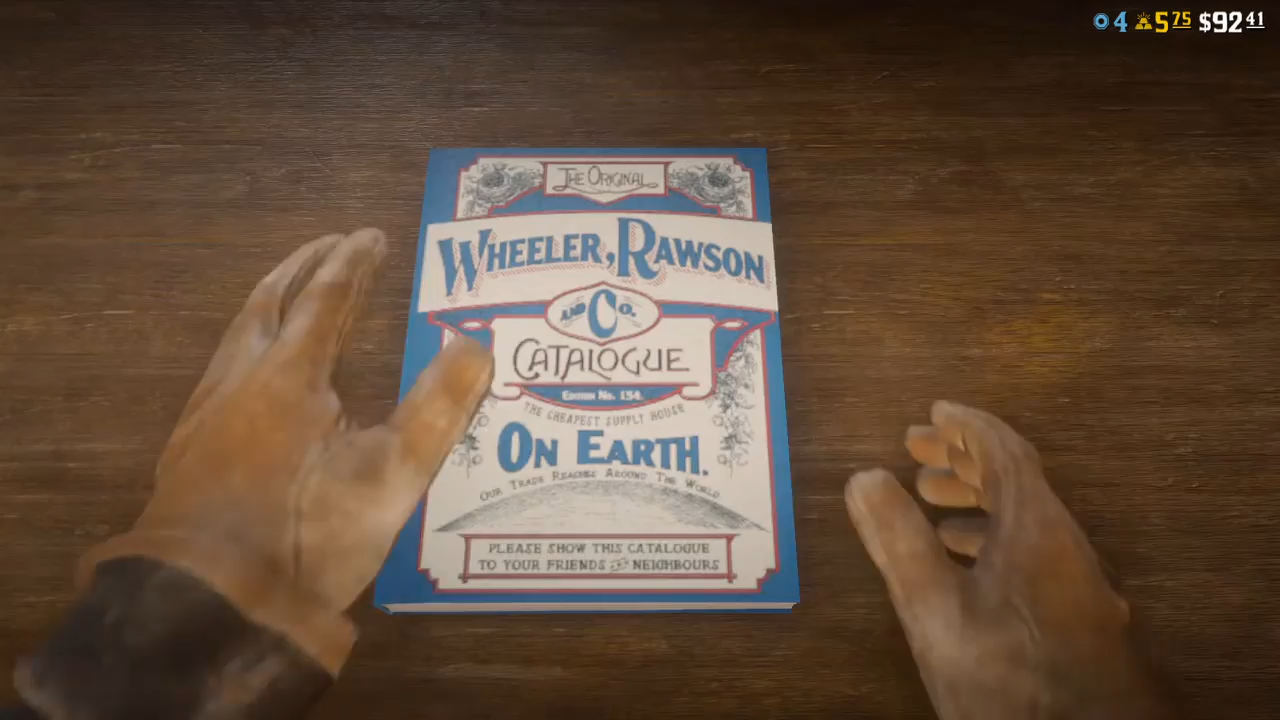 4 5 75 $92 41
THE ORIGINAL
WHEELER, RAWSON
AND CO.
CATALOGUE
EDITION No. 154.
THE CHEAPEST SUPPLY HOUSE
ON EARTH.
OUR TRADE REACHES AROUND THE WORLD
PLEASE SHOW THIS CATALOGUE
TO YOUR FRIENDS AND NEIGHBOURS